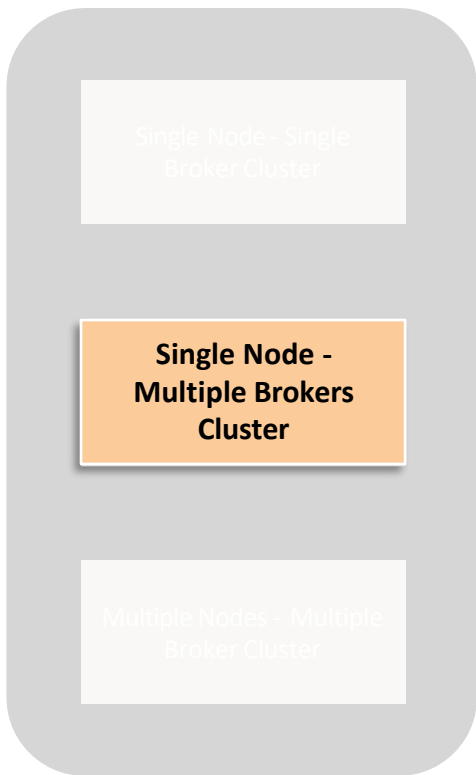 Single Node - Single
Broker Cluster
Single Node -
Multiple Brokers
Cluster
Multiple Nodes - Multiple
Broker Cluster